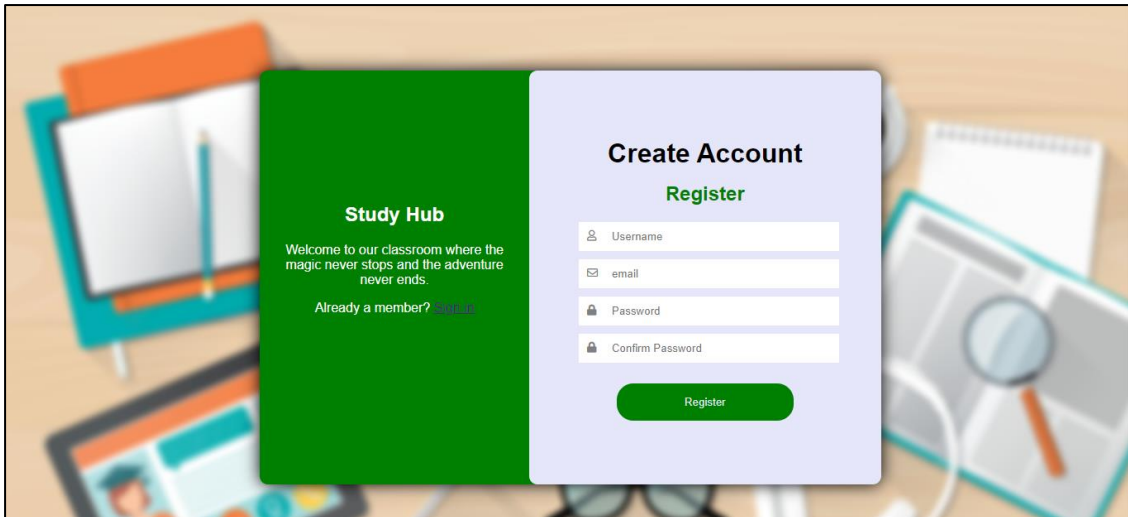 Study Hub
Welcome to our classroom where the
magic never stops and the adventure
never ends.
Already a member? Sign in
Create Account
Register
Username
email
Password
Confirm Password
Register